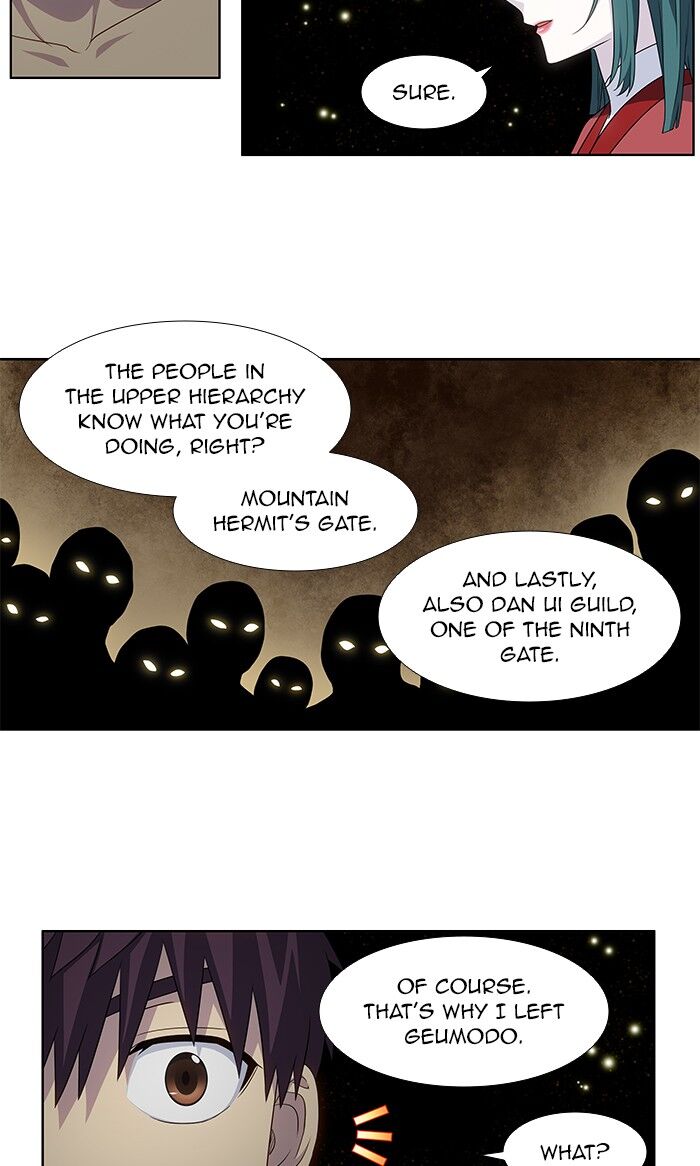 SURE.
THE PEOPLE IN
THE UPPER HIERARCHY
KNOW WHAT YOU'RE
DOING, RIGHT?
MOUNTAIN
HERMIT'S GATE.
AND LASTLY,
ALSO DAN UI GUILD,
ONE OF THE NINTH
GATE.
OF COURSE.
THAT'S WHY I LEFT
GEUMODO.
WHAT?